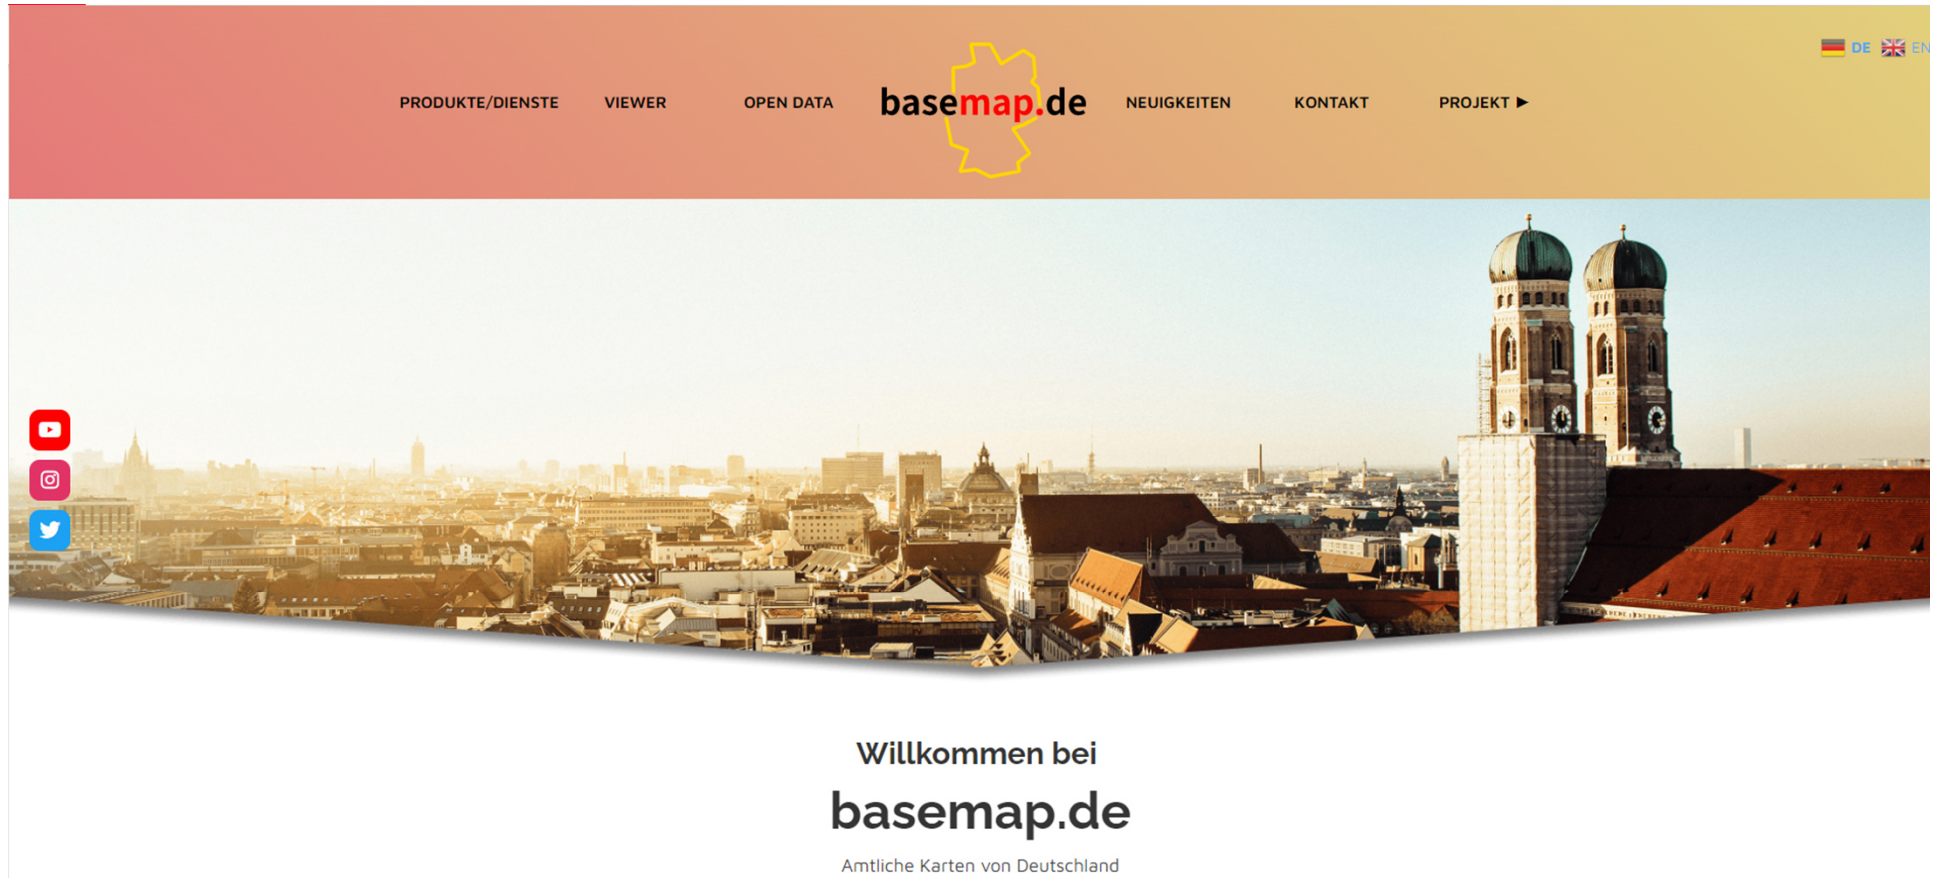 DE EN
PRODUKTE/DIENSTE VIEWER OPEN DATA basemap.de NEUIGKEITEN KONTAKT PROJEKT ►
Willkommen bei
basemap.de
Amtliche Karten von Deutschland